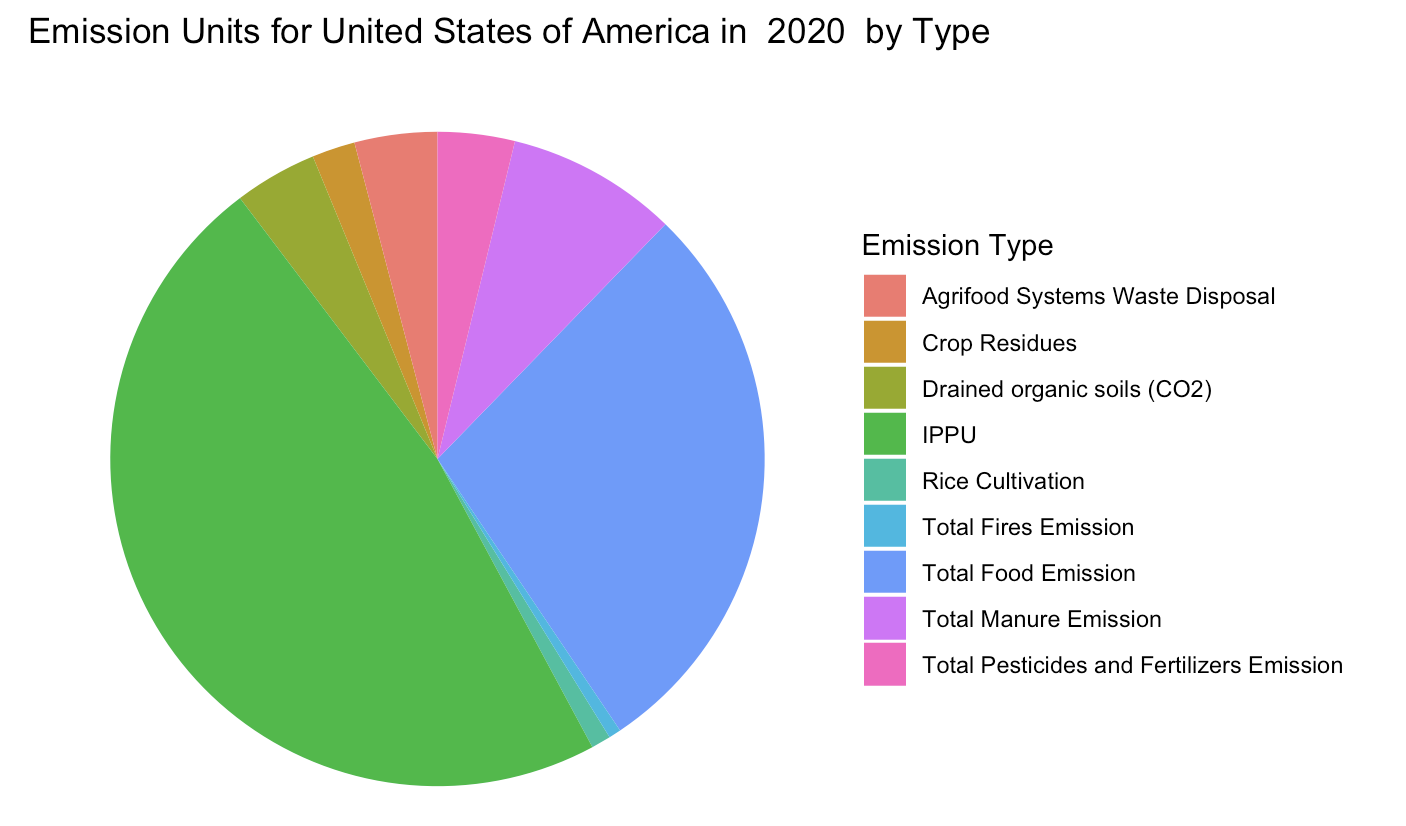 Emission Units for United States of America in  2020  by Type
Emission Type
Agrifood Systems Waste Disposal
Crop Residues
Drained organic soils (CO2)
IPPU
Rice Cultivation
Total Fires Emission
Total Food Emission
Total Manure Emission
Total Pesticides and Fertilizers Emission